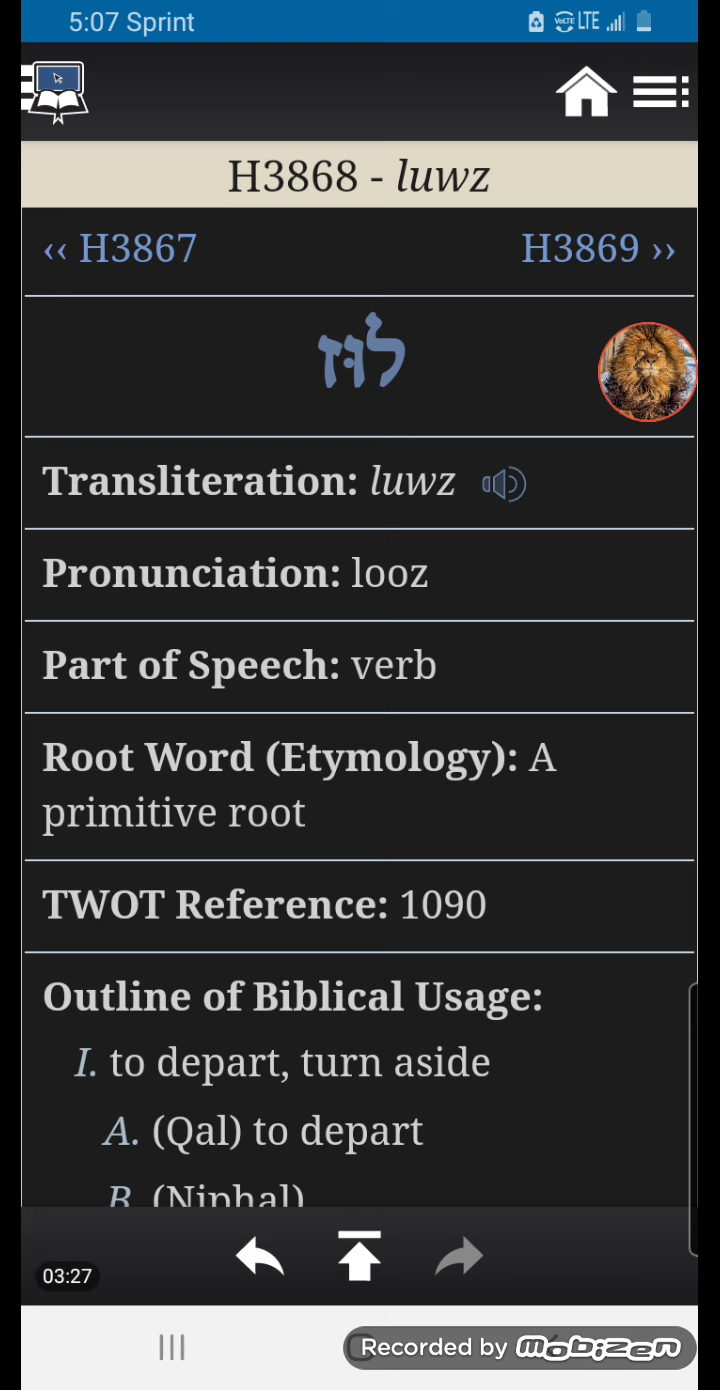 5:07 Sprint VoLTE LTE
H3868 - luwz
‹‹ H3867 H3869 ››
לוּז
Transliteration: luwz
Pronunciation: looz
Part of Speech: verb
Root Word (Etymology): A
primitive root
TWOT Reference: 1090
Outline of Biblical Usage:
I. to depart, turn aside
A. (Qal) to depart
B. (Niphal)
03:27
Recorded by mobizen